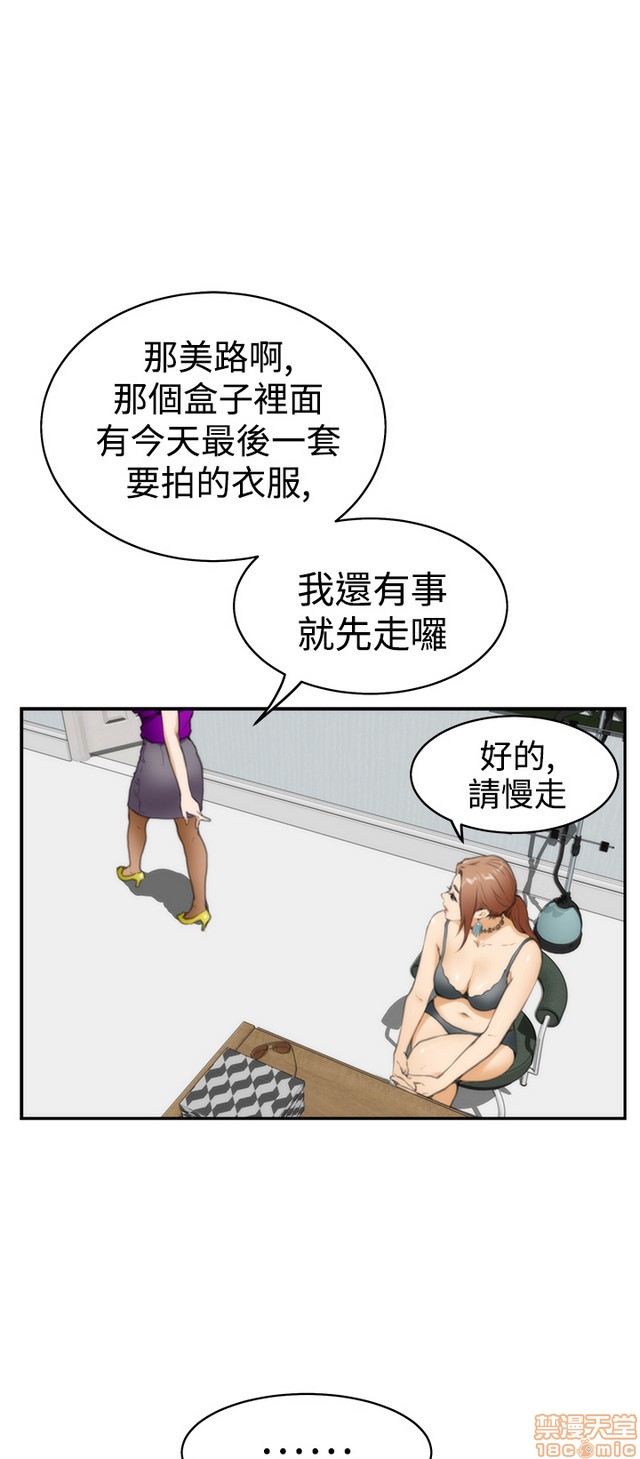 那美路啊,
那個盒子裡面
有今天最後一套
要拍的衣服,
我還有事
就先走囉
好的,
請慢走
······
禁漫天堂
18comic